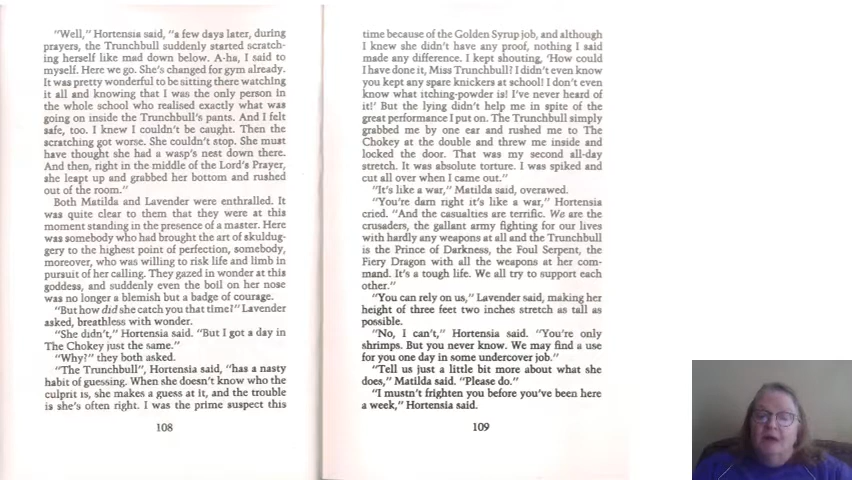 “Well,” Hortensia said, “a few days later, during
prayers, the Trunchbull suddenly started scratch-
ing herself like mad down below. A-ha, I said to
myself. Here we go. She’s changed for gym already.
It was pretty wonderful to be sitting there watching
it all and knowing that I was the only person in
the whole school who realised exactly what was
going on inside the Trunchbull’s pants. And I felt
safe, too. I knew I couldn’t be caught. Then the
scratching got worse. She couldn’t stop. She must
have thought she had a wasp’s nest down there.
And then, right in the middle of the Lord’s Prayer,
she leapt up and grabbed her bottom and rushed
out of the room.”
Both Matilda and Lavender were enthralled. It
was quite clear to them that they were at this
moment standing in the presence of a master. Here
was somebody who had brought the art of skuldug-
gery to the highest point of perfection, somebody,
moreover, who was willing to risk life and limb in
pursuit of her calling. They gazed in wonder at this
goddess, and suddenly even the boil on her nose
was no longer a blemish but a badge of courage.
“But how did she catch you that time?” Lavender
asked, breathless with wonder.
“She didn’t,” Hortensia said. “But I got a day in
The Chokey just the same.”
“Why?” they both asked.
“The Trunchbull”, Hortensia said, “has a nasty
habit of guessing. When she doesn’t know who the
culprit is, she makes a guess at it, and the trouble
is she’s often right. I was the prime suspect this
108
time because of the Golden Syrup job, and although
I knew she didn’t have any proof, nothing I said
made any difference. I kept shouting, ‘How could
I have done it, Miss Trunchbull? I didn’t even know
you kept any spare knickers at school! I don’t even
know what itching-powder is! I’ve never heard of
it!’ But the lying didn’t help me in spite of the
great performance I put on. The Trunchbull simply
grabbed me by one ear and rushed me to The
Chokey at the double and threw me inside and
locked the door. That was my second all-day
stretch. It was absolute torture. I was spiked and
cut all over when I came out.”
“It’s like a war,” Matilda said, overawed.
“You’re darn right it’s like a war,” Hortensia
cried. “And the casualties are terrific. We are the
crusaders, the gallant army fighting for our lives
with hardly any weapons at all and the Trunchbull
is the Prince of Darkness, the Foul Serpent, the
Fiery Dragon with all the weapons at her com-
mand. It’s a tough life. We all try to support each
other.”
“You can rely on us,” Lavender said, making her
height of three feet two inches stretch as tall as
possible.
“No, I can’t,” Hortensia said. “You’re only
shrimps. But you never know. We may find a use
for you one day in some undercover job.”
“Tell us just a little bit more about what she
does,” Matilda said. “Please do.”
“I mustn’t frighten you before you’ve been here
a week,” Hortensia said.
109